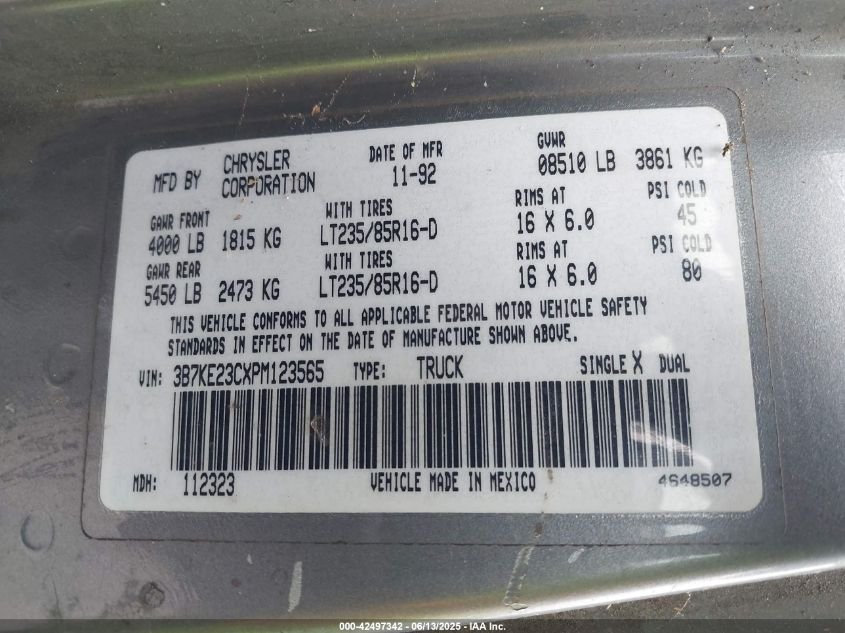 MFD BY CHRYSLER CORPORATION DATE OF MFR 11-92 GVWR 08510 LB 3861 KG
GAWR FRONT 4000 LB 1815 KG WITH TIRES LT235/85R16-D RIMS AT 16 X 6.0 PSI COLD 45
GAWR REAR 5450 LB 2473 KG WITH TIRES LT235/85R16-D RIMS AT 16 X 6.0 PSI COLD 80
THIS VEHICLE CONFORMS TO ALL APPLICABLE FEDERAL MOTOR VEHICLE SAFETY
STANDARDS IN EFFECT ON THE DATE OF MANUFACTURE SHOWN ABOVE.
VIN: 3B7KE23CXPM123565 TYPE: TRUCK SINGLE X DUAL
MDH: 112323 VEHICLE MADE IN MEXICO 4648507
000-42497342 - 06/13/2025 - IAA Inc.